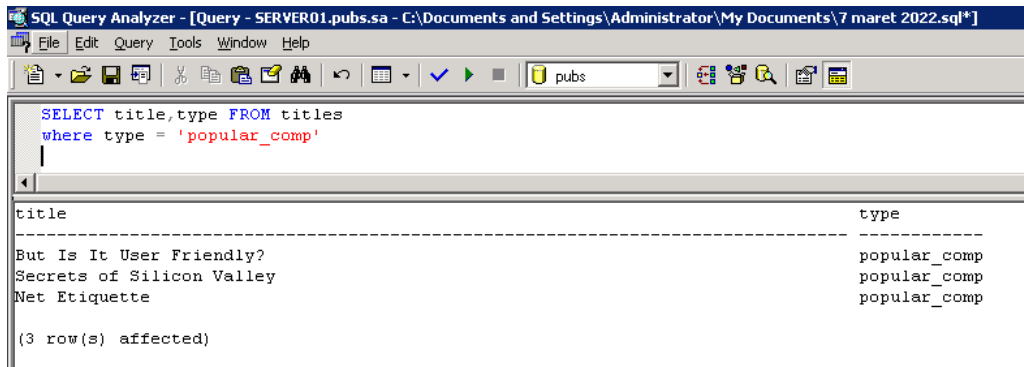 SQL Query Analyzer - [Query - SERVER01.pubs.sa - C:\Documents and Settings\Administrator\My Documents\7 maret 2022.sql*]
File Edit Query Tools Window Help
pubs
SELECT title,type FROM titles
where type = 'popular_comp'
title type
-------------------------------------------------------------------------------- ------------
But Is It User Friendly? popular_comp
Secrets of Silicon Valley popular_comp
Net Etiquette popular_comp
(3 row(s) affected)